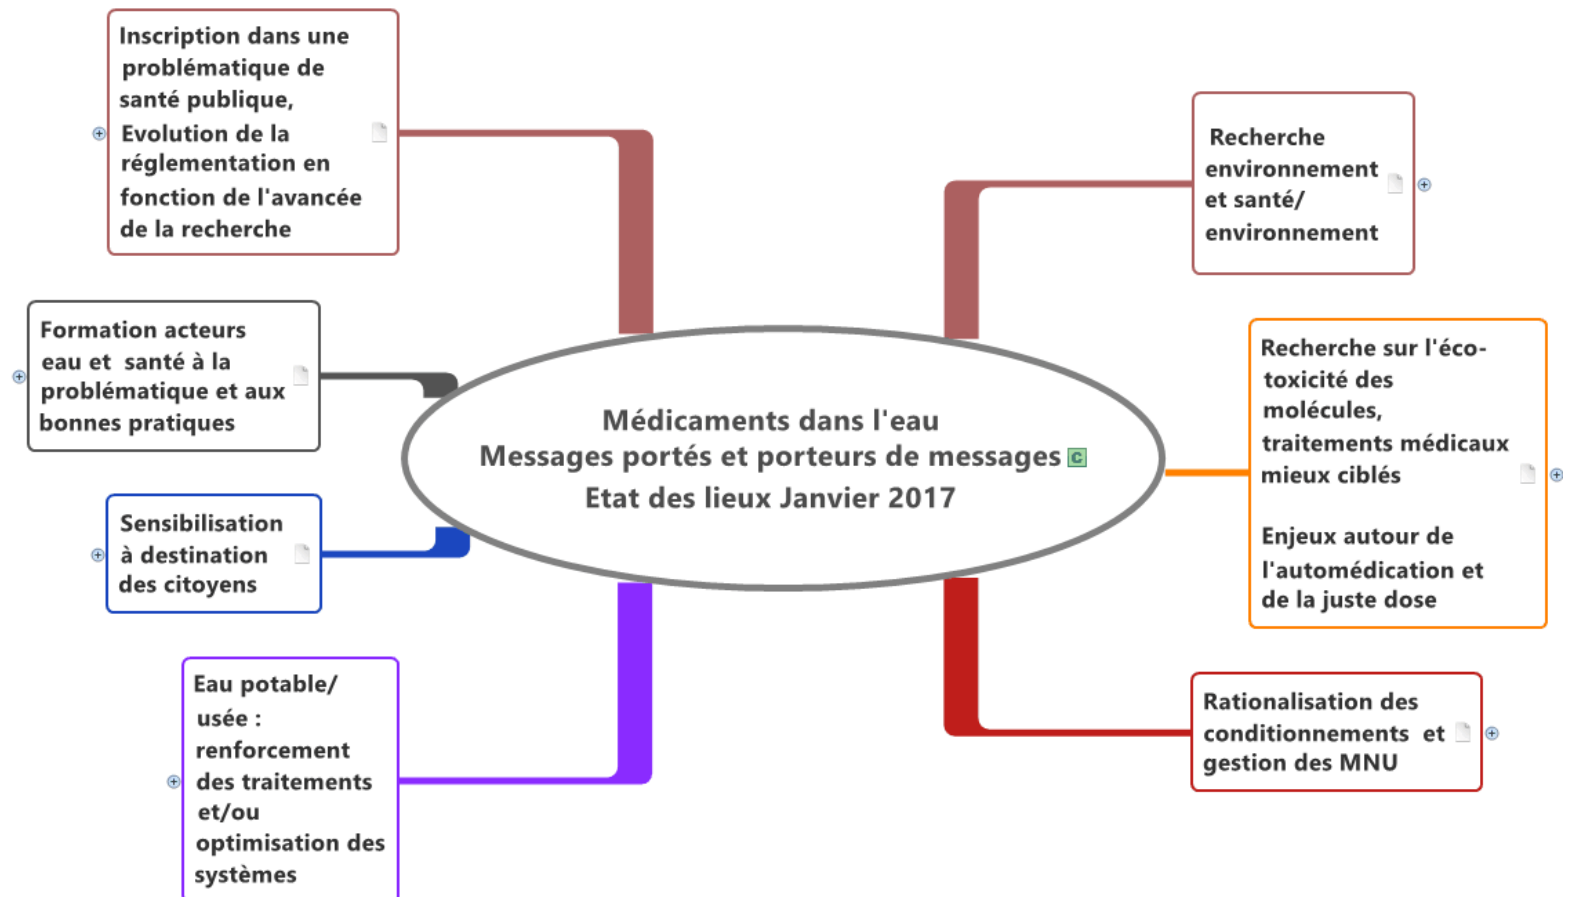 Inscription dans une
problématique de
santé publique,
Evolution de la
réglementation en
fonction de l'avancée
de la recherche
Recherche
environnement
et santé/
environnement
Formation acteurs
eau et  santé à la
problématique et aux
bonnes pratiques
Recherche sur l'éco-
toxicité des
molécules,
traitements médicaux
mieux ciblés
Enjeux autour de
l'automédication et
de la juste dose
Médicaments dans l'eau
Messages portés et porteurs de messages C
Etat des lieux Janvier 2017
Sensibilisation
à destination
des citoyens
Eau potable/
usée :
renforcement
des traitements
et/ou
optimisation des
systèmes
Rationalisation des
conditionnements  et
gestion des MNU